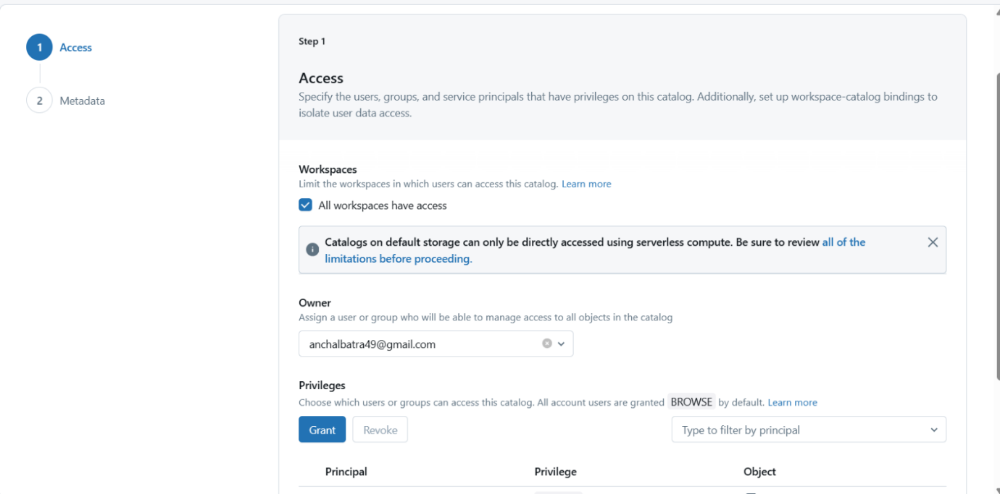 1 Access
2 Metadata
Step 1
Access
Specify the users, groups, and service principals that have privileges on this catalog. Additionally, set up workspace-catalog bindings to
isolate user data access.
Workspaces
Limit the workspaces in which users can access this catalog. Learn more
All workspaces have access
Catalogs on default storage can only be directly accessed using serverless compute. Be sure to review all of the
limitations before proceeding.
Owner
Assign a user or group who will be able to manage access to all objects in the catalog
anchalbatra49@gmail.com
Privileges
Choose which users or groups can access this catalog. All account users are granted BROWSE by default. Learn more
Grant Revoke Type to filter by principal
Principal Privilege Object